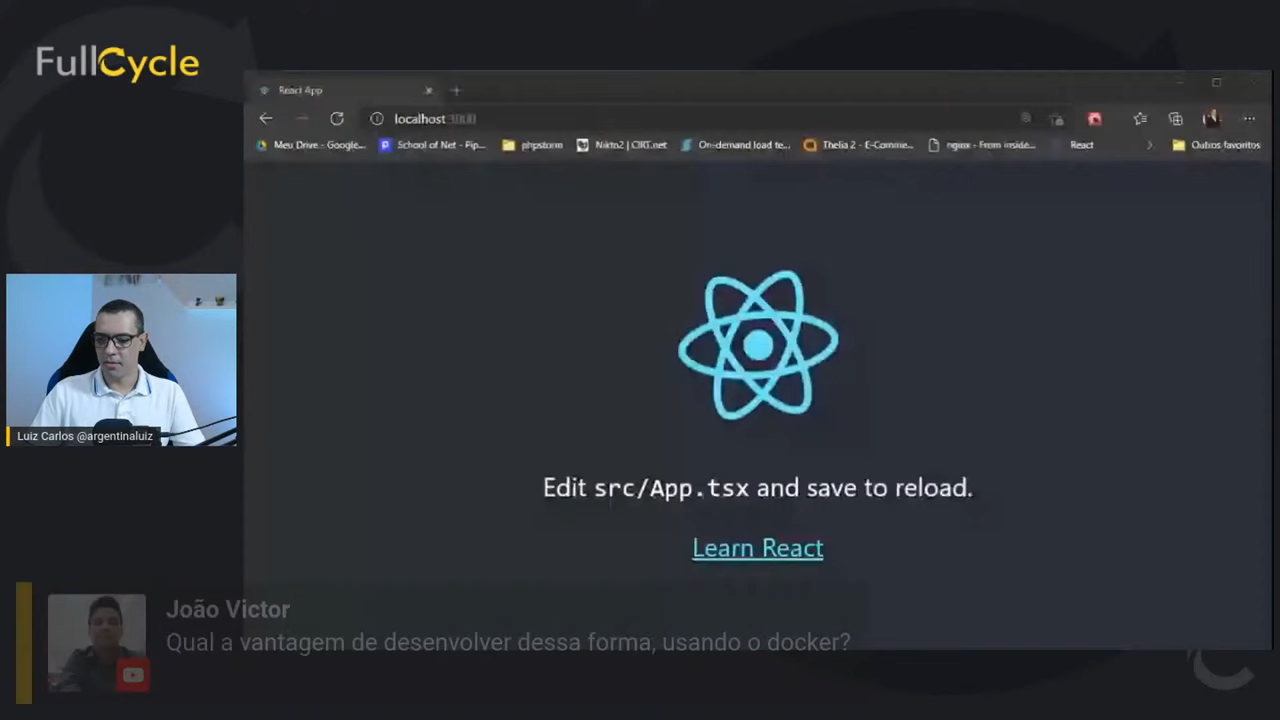 FullCycle
React App
localhost:3000
Meu Drive - Google...
School of Net - Pip...
phpstorm
Nikto2 | CIRT.net
On-demand load te...
Thelia 2 - E-Comme...
nginx - From inside...
React
Outros favoritos
Edit src/App.tsx and save to reload.
Learn React
Luiz Carlos @argentinaluiz
João Victor
Qual a vantagem de desenvolver dessa forma, usando o docker?